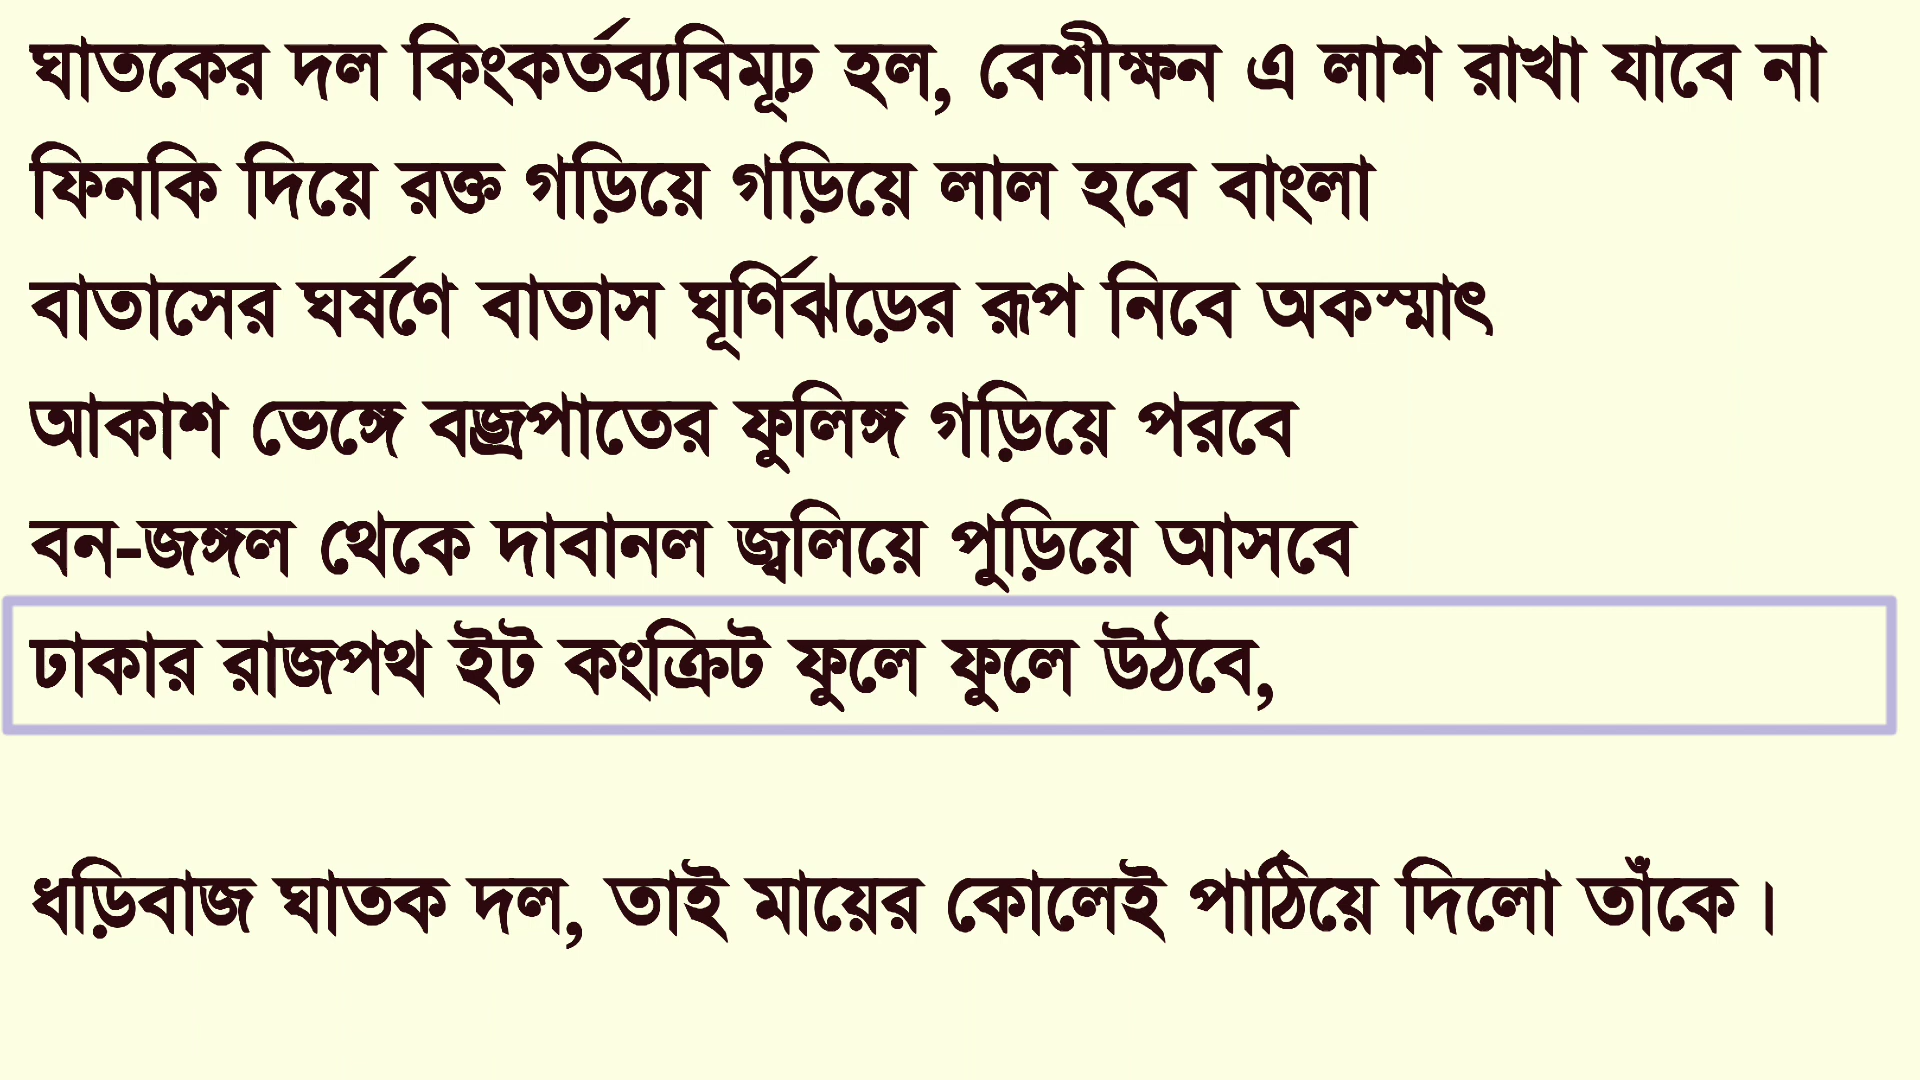 ঘাতকের দল কিংকর্তব্যবিমূঢ় হল, বেশীক্ষন এ লাশ রাখা যাবে না
ফিনকি দিয়ে রক্ত গড়িয়ে গড়িয়ে লাল হবে বাংলা
বাতাসের ঘর্ষণে বাতাস ঘূর্ণিঝড়ের রূপ নিবে অকস্মাৎ
আকাশ ভেঙ্গে বজ্রপাতের ফুলিঙ্গ গড়িয়ে পরবে
বন-জঙ্গল থেকে দাবানল জ্বলিয়ে পুড়িয়ে আসবে
ঢাকার রাজপথ ইট কংক্রিট ফুলে ফুলে উঠবে,
ধড়িবাজ ঘাতক দল, তাই মায়ের কোলেই পাঠিয়ে দিলো তাঁকে।